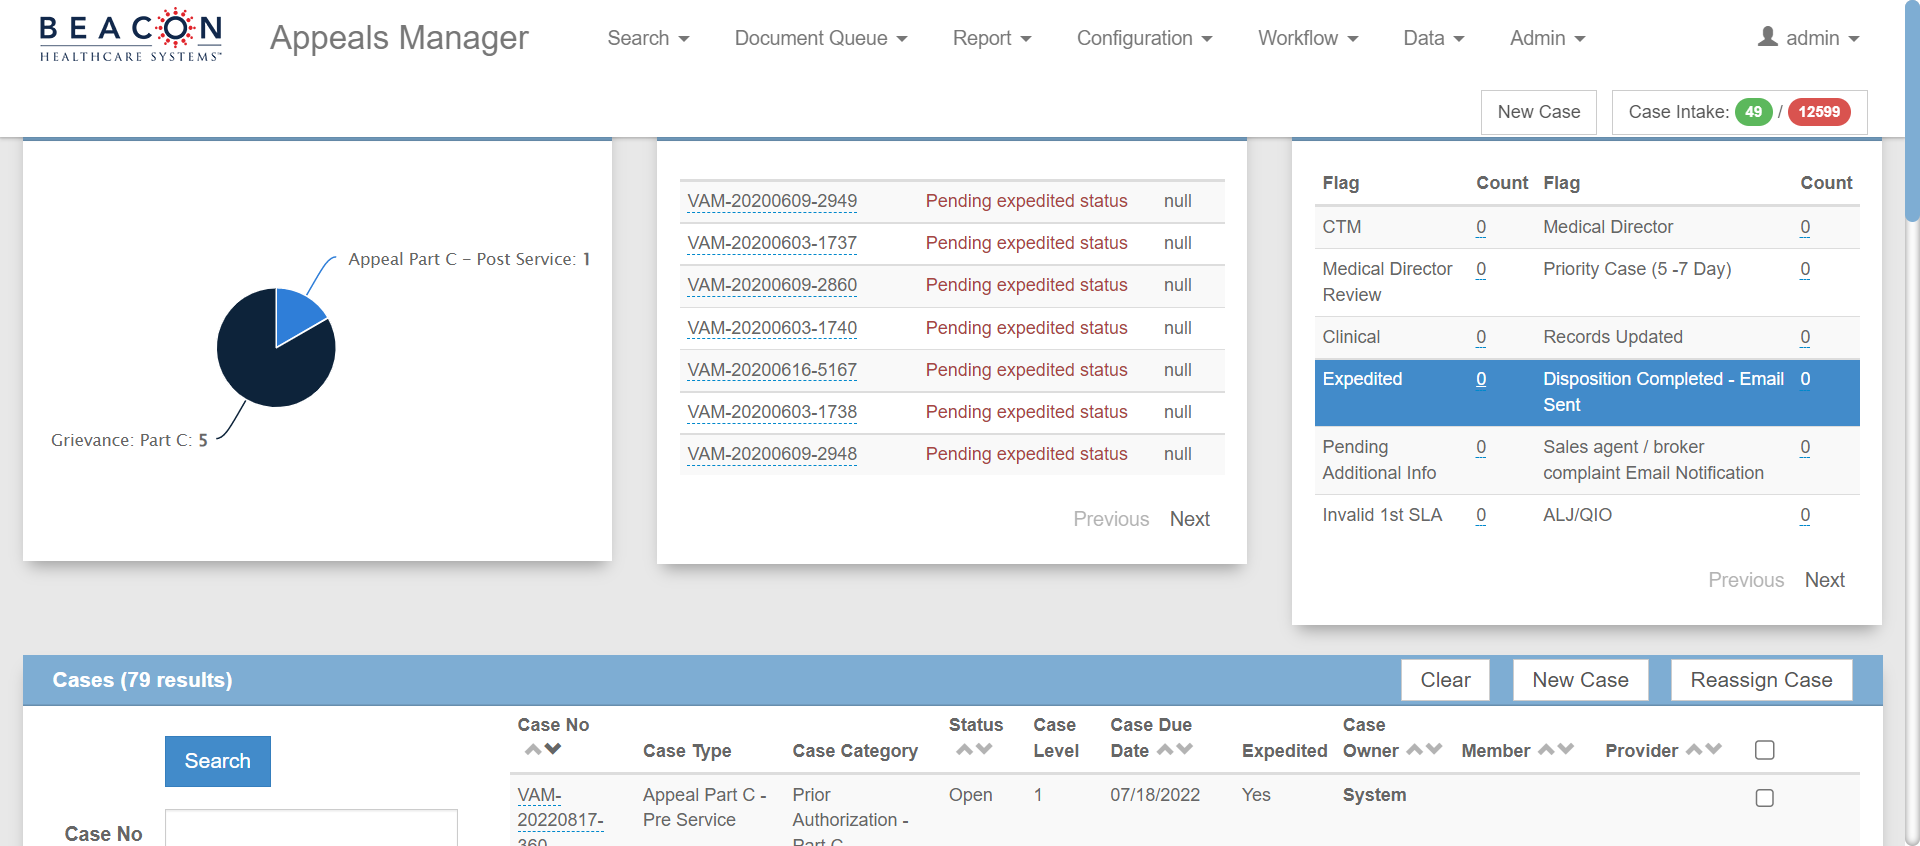 BEACON
HEALTHCARE SYSTEMS™
Appeals Manager
Search
Document Queue
Report
Configuration
Workflow
Data
Admin
admin
New Case
Case Intake: 49 / 12599
Appeal Part C - Post Service: 1
Grievance: Part C: 5
VAM-20200609-2949 Pending expedited status null
VAM-20200603-1737 Pending expedited status null
VAM-20200609-2860 Pending expedited status null
VAM-20200603-1740 Pending expedited status null
VAM-20200616-5167 Pending expedited status null
VAM-20200603-1738 Pending expedited status null
VAM-20200609-2948 Pending expedited status null
Previous Next
Flag Count Flag Count
CTM 0 Medical Director 0
Medical Director 0 Priority Case (5 -7 Day) 0
Review
Clinical 0 Records Updated 0
Expedited 0 Disposition Completed - Email 0
Sent
Pending 0 Sales agent / broker 0
Additional Info complaint Email Notification
Invalid 1st SLA 0 ALJ/QIO 0
Previous Next
Cases (79 results)
Clear
New Case
Reassign Case
Search
Case No
Case No
Case Type
Case Category
Status
Case
Level
Case Due
Date
Expedited
Case
Owner
Member
Provider
VAM-
20220817-
360
Appeal Part C -
Pre Service
Prior
Authorization -
Part C
Open
1
07/18/2022
Yes
System